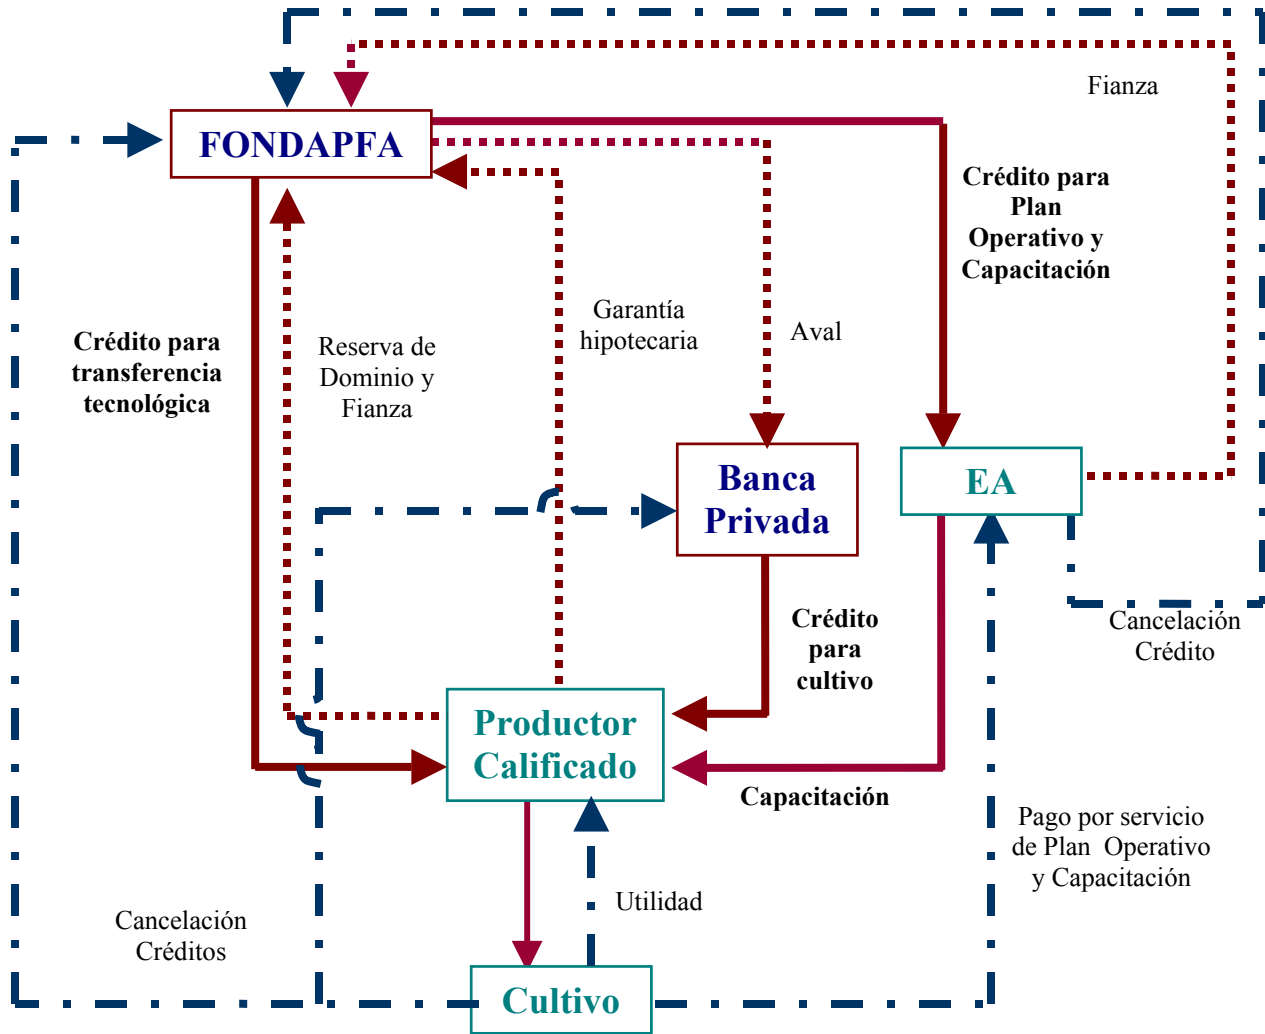 Fianza
FONDAPFA
Crédito para
Plan
Operativo y
Capacitación
Garantía
hipotecaria
Aval
Crédito para
transferencia
tecnológica
Reserva de
Dominio y
Fianza
Banca
Privada
EA
Crédito
para
cultivo
Cancelación
Crédito
Productor
Calificado
Capacitación
Pago por servicio
de Plan Operativo
y Capacitación
Utilidad
Cancelación
Créditos
Cultivo